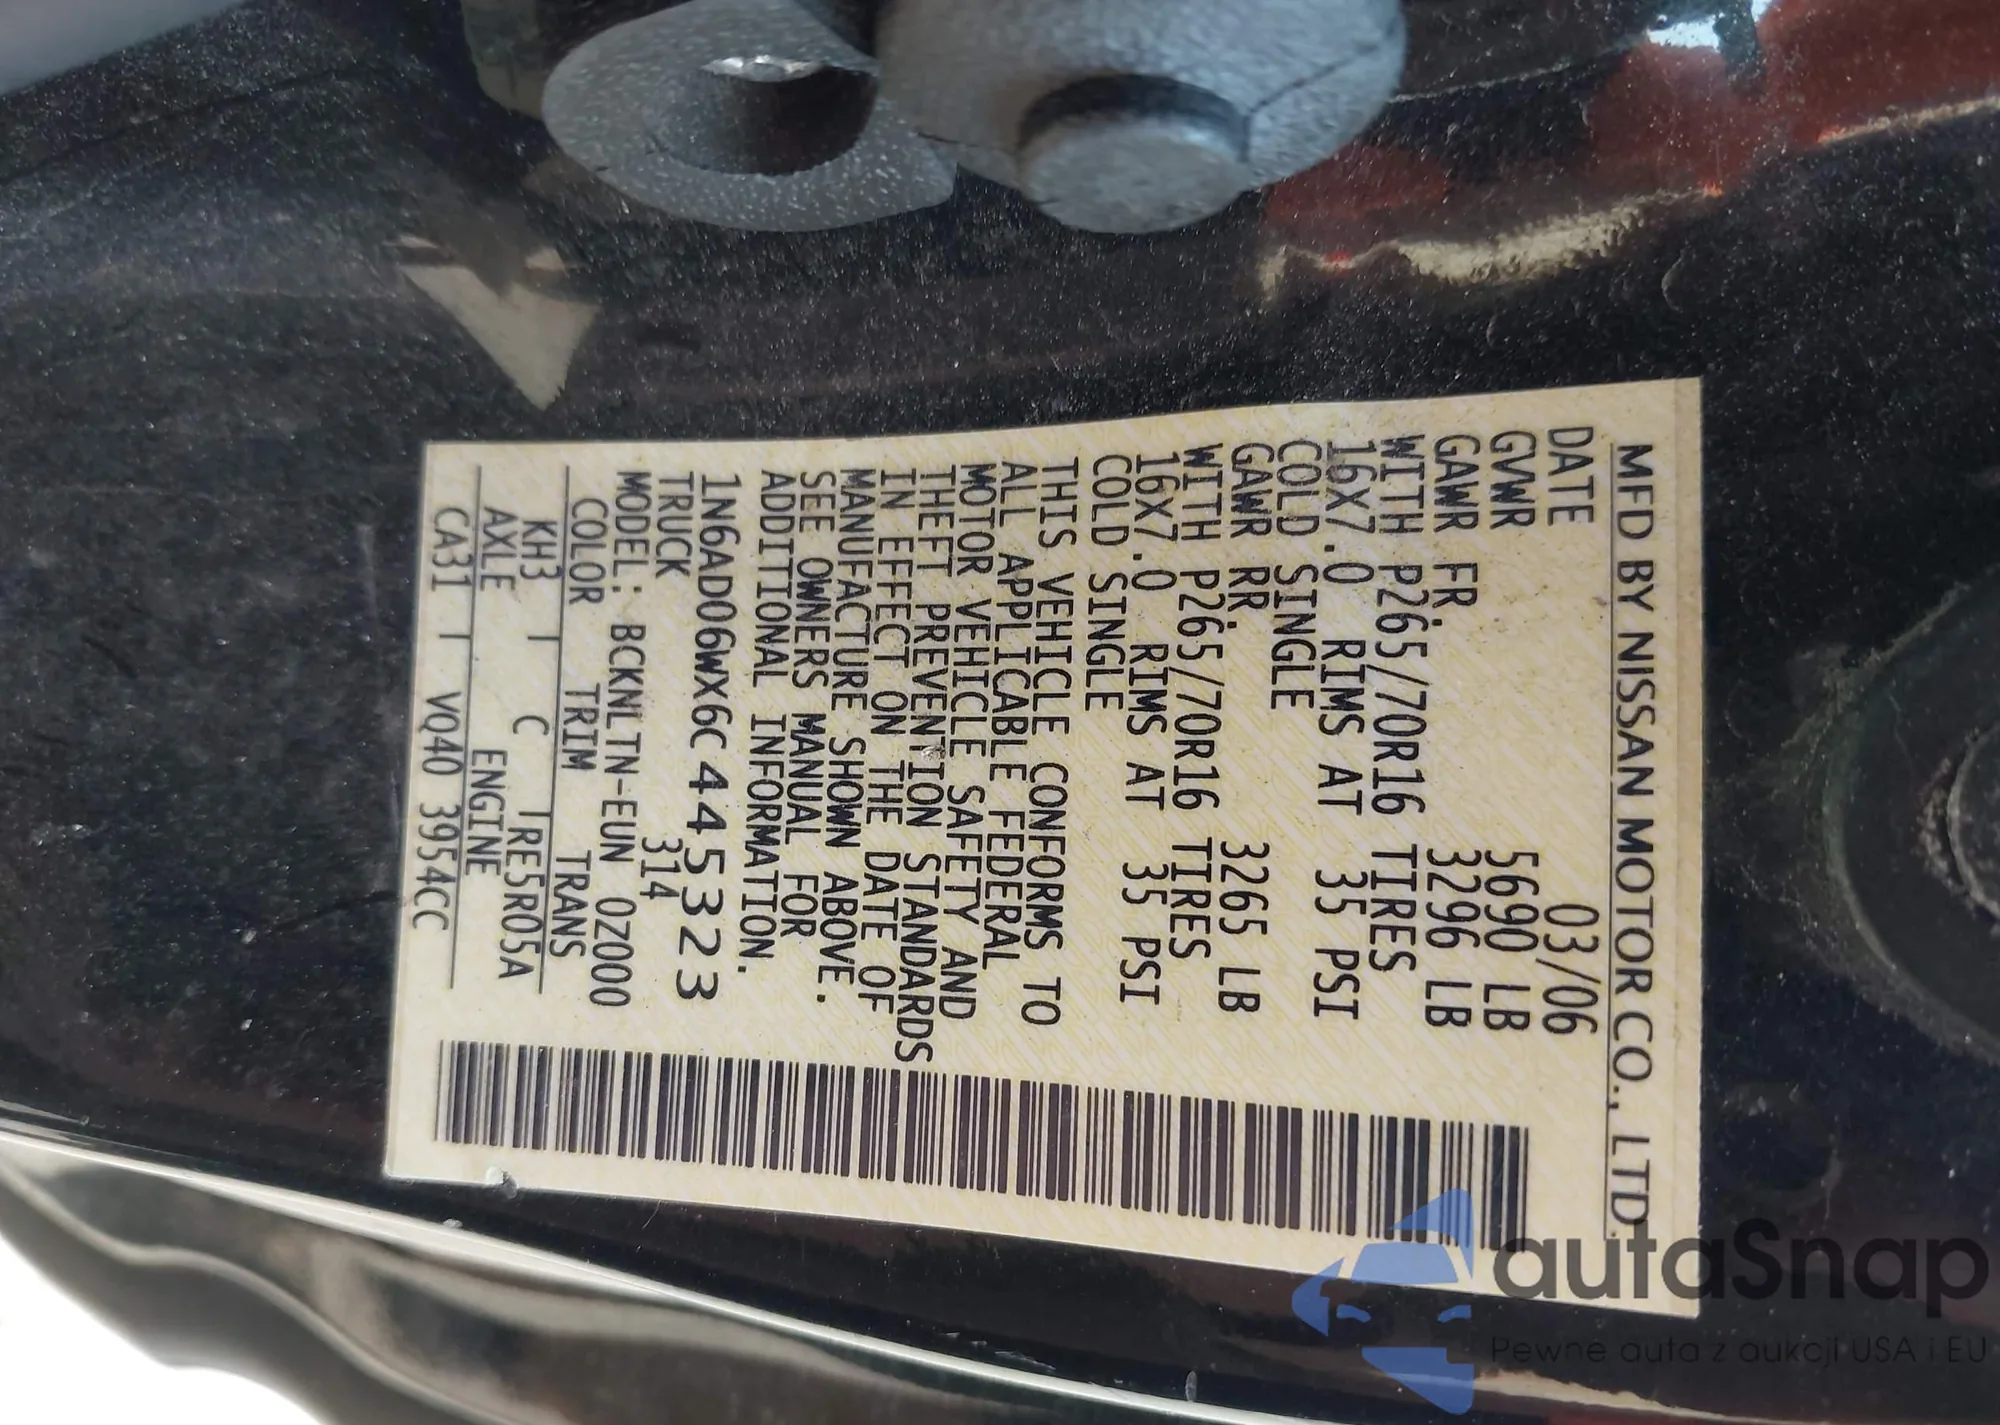 MFD BY NISSAN MOTOR CO., LTD.
DATE 03/06
GVWR 5690 LB
GAWR FR. 3296 LB
WITH P265/70R16 TIRES
16X7.0 RIMS AT 35 PSI
COLD SINGLE
GAWR RR. 3265 LB
WITH P265/70R16 TIRES
16X7.0 RIMS AT 35 PSI
COLD SINGLE
THIS VEHICLE CONFORMS TO
ALL APPLICABLE FEDERAL
MOTOR VEHICLE SAFETY AND
THEFT PREVENTION STANDARDS
IN EFFECT ON THE DATE OF
MANUFACTURE SHOWN ABOVE.
SEE OWNERS MANUAL FOR
ADDITIONAL INFORMATION.
1N6AD06WX6C445323
TRUCK 314
MODEL: BCKNLTN-EUN 0Z000
COLOR TRIM TRANS
KH3 | C | RE5R05A
AXLE ENGINE
CA31 | VQ40 3954CC
autaSnap
Pewne auta z aukcji USA i EU